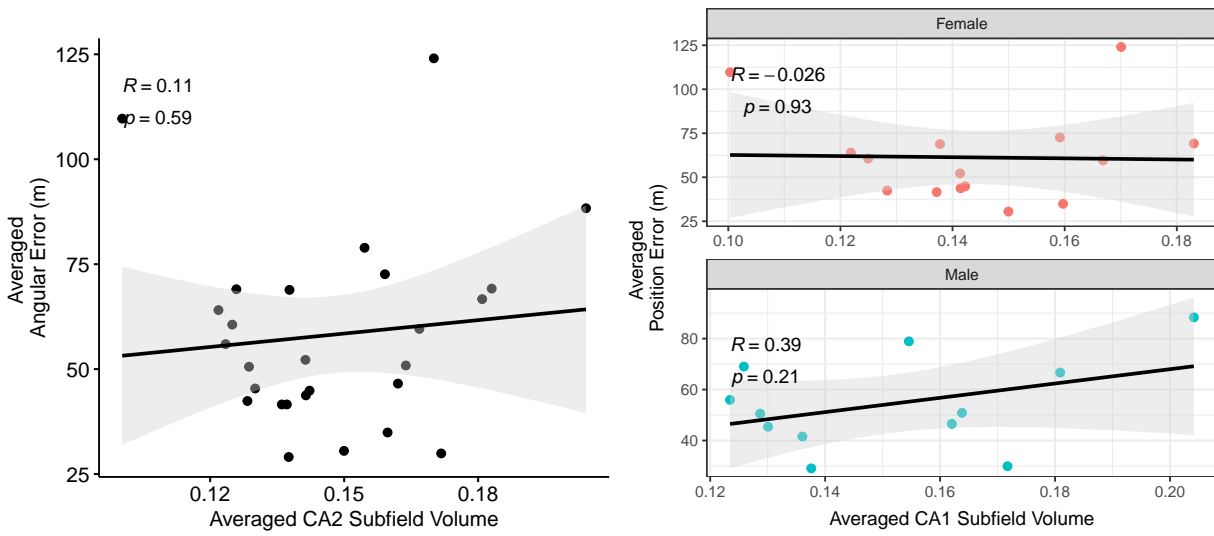 125
100
75
50
25
R = 0.11
p = 0.59
0.12 0.15 0.18
Averaged CA2 Subfield Volume
Averaged
Angular Error (m)
Female
125
100
75
50
25
R = −0.026
p = 0.93
0.10 0.12 0.14 0.16 0.18
Male
80
60
40
R = 0.39
p = 0.21
0.12 0.14 0.16 0.18 0.20
Averaged CA1 Subfield Volume
Averaged
Position Error (m)